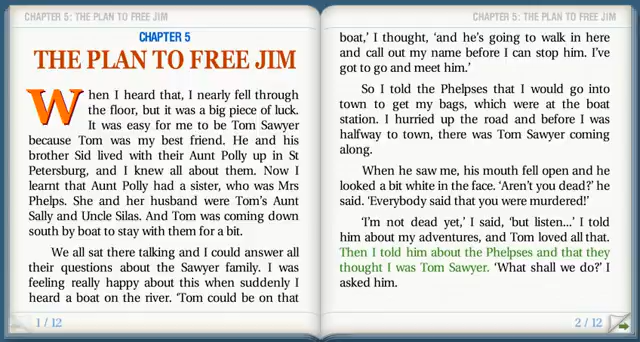 CHAPTER 5: THE PLAN TO FREE JIM
CHAPTER 5
THE PLAN TO FREE JIM
When I heard that, I nearly fell through
the floor, but it was a big piece of luck.
It was easy for me to be Tom Sawyer
because Tom was my best friend. He and his
brother Sid lived with their Aunt Polly up in St
Petersburg, and I knew all about them. Now I
learnt that Aunt Polly had a sister, who was Mrs
Phelps. She and her husband were Tom's Aunt
Sally and Uncle Silas. And Tom was coming down
south by boat to stay with them for a bit.
We all sat there talking and I could answer all
their questions about the Sawyer family. I was
feeling really happy about this when suddenly I
heard a boat on the river. 'Tom could be on that
1 / 12
CHAPTER 5: THE PLAN TO FREE JIM
boat,' I thought, 'and he's going to walk in here
and call out my name before I can stop him. I've
got to go and meet him.'
So I told the Phelpses that I would go into
town to get my bags, which were at the boat
station. I hurried up the road and before I was
halfway to town, there was Tom Sawyer coming
along.
When he saw me, his mouth fell open and he
looked a bit white in the face. 'Aren't you dead?' he
said. 'Everybody said that you were murdered!'
'I'm not dead yet,' I said, 'but listen...' I told
him about my adventures, and Tom loved all that.
Then I told him about the Phelpses and that they
thought I was Tom Sawyer. 'What shall we do?' I
asked him.
2 / 12